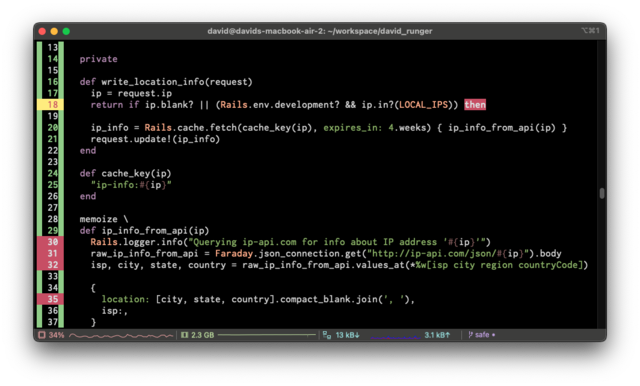 david@davids-macbook-air-2: ~/workspace/david_runger
⌥⌘1
13
14 private
15
16 def write_location_info(request)
17 ip = request.ip
18 return if ip.blank? || (Rails.env.development? && ip.in?(LOCAL_IPS)) then
19
20 ip_info = Rails.cache.fetch(cache_key(ip), expires_in: 4.weeks) { ip_info_from_api(ip) }
21 request.update!(ip_info)
22 end
23
24 def cache_key(ip)
25 "ip-info:#{ip}"
26 end
27
28 memoize \
29 def ip_info_from_api(ip)
30 Rails.logger.info("Querying ip-api.com for info about IP address '#{ip}'")
31 raw_ip_info_from_api = Faraday.json_connection.get("http://ip-api.com/json/#{ip}").body
32 isp, city, state, country = raw_ip_info_from_api.values_at(*%w[isp city region countryCode])
33
34 {
35 location: [city, state, country].compact_blank.join(', '),
36 isp:,
37 }
34% 2.3 GB 13 kB↓ 3.1 kB↑ safe •